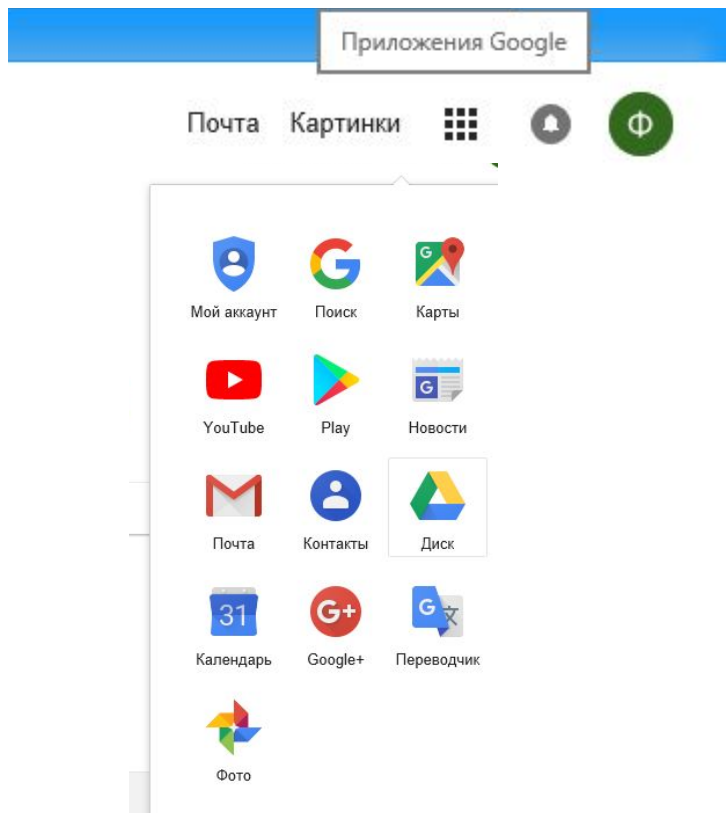 Приложения Google
Почта Картинки Ф
G
Мой аккаунт Поиск Карты
G
YouTube Play Новости
Почта Контакты Диск
31 G+ G 文
Календарь Google+ Переводчик
Фото